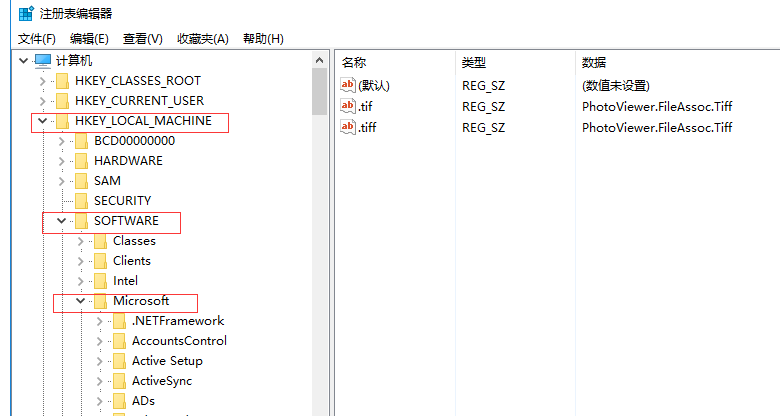 注册表编辑器
文件(F) 编辑(E) 查看(V) 收藏夹(A) 帮助(H)
计算机
HKEY_CLASSES_ROOT
HKEY_CURRENT_USER
HKEY_LOCAL_MACHINE
BCD00000000
HARDWARE
SAM
SECURITY
SOFTWARE
Classes
Clients
Intel
Microsoft
.NETFramework
AccountsControl
Active Setup
ActiveSync
ADs
名称 类型 数据
(默认) REG_SZ (数值未设置)
.tif REG_SZ PhotoViewer.FileAssoc.Tiff
.tiff REG_SZ PhotoViewer.FileAssoc.Tiff